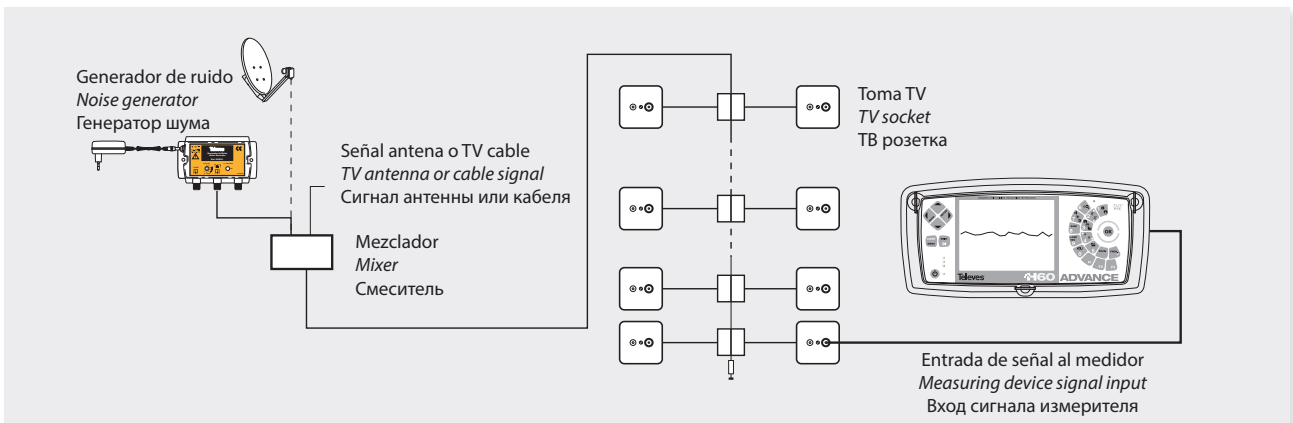 Generador de ruido
Noise generator
Генератор шума
Señal antena o TV cable
TV antenna or cable signal
Сигнал антенны или кабеля
Mezclador
Mixer
Смеситель
Toma TV
TV socket
ТВ розетка
OK
Televes
H60 ADVANCE
Entrada de señal al medidor
Measuring device signal input
Вход сигнала измерителя